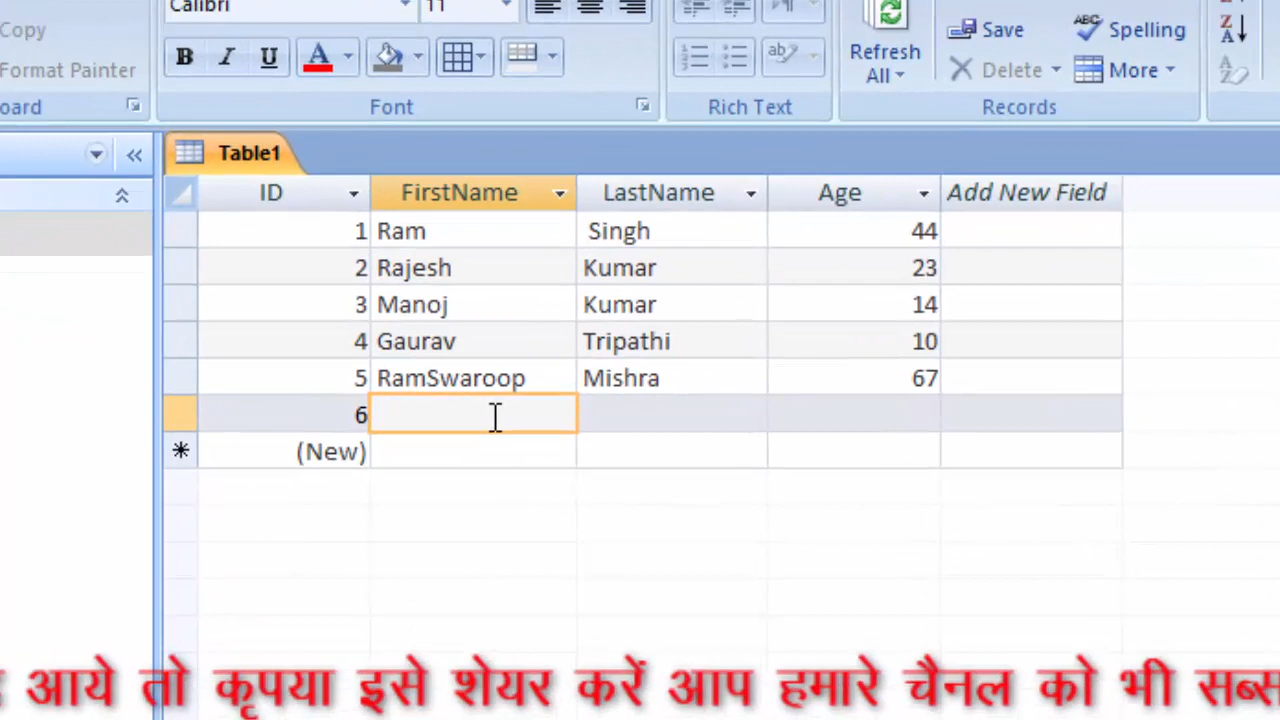 Calibri 11
Copy
Save
Spelling
Format Painter
B I U A
ab
Refresh
All
Delete
More
Font
Rich Text
Records
Table1
ID FirstName LastName Age Add New Field
1 Ram Singh 44
2 Rajesh Kumar 23
3 Manoj Kumar 14
4 Gaurav Tripathi 10
5 RamSwaroop Mishra 67
6
(New)
आये तो कृपया इसे शेयर करें आप हमारे चैनल को भी